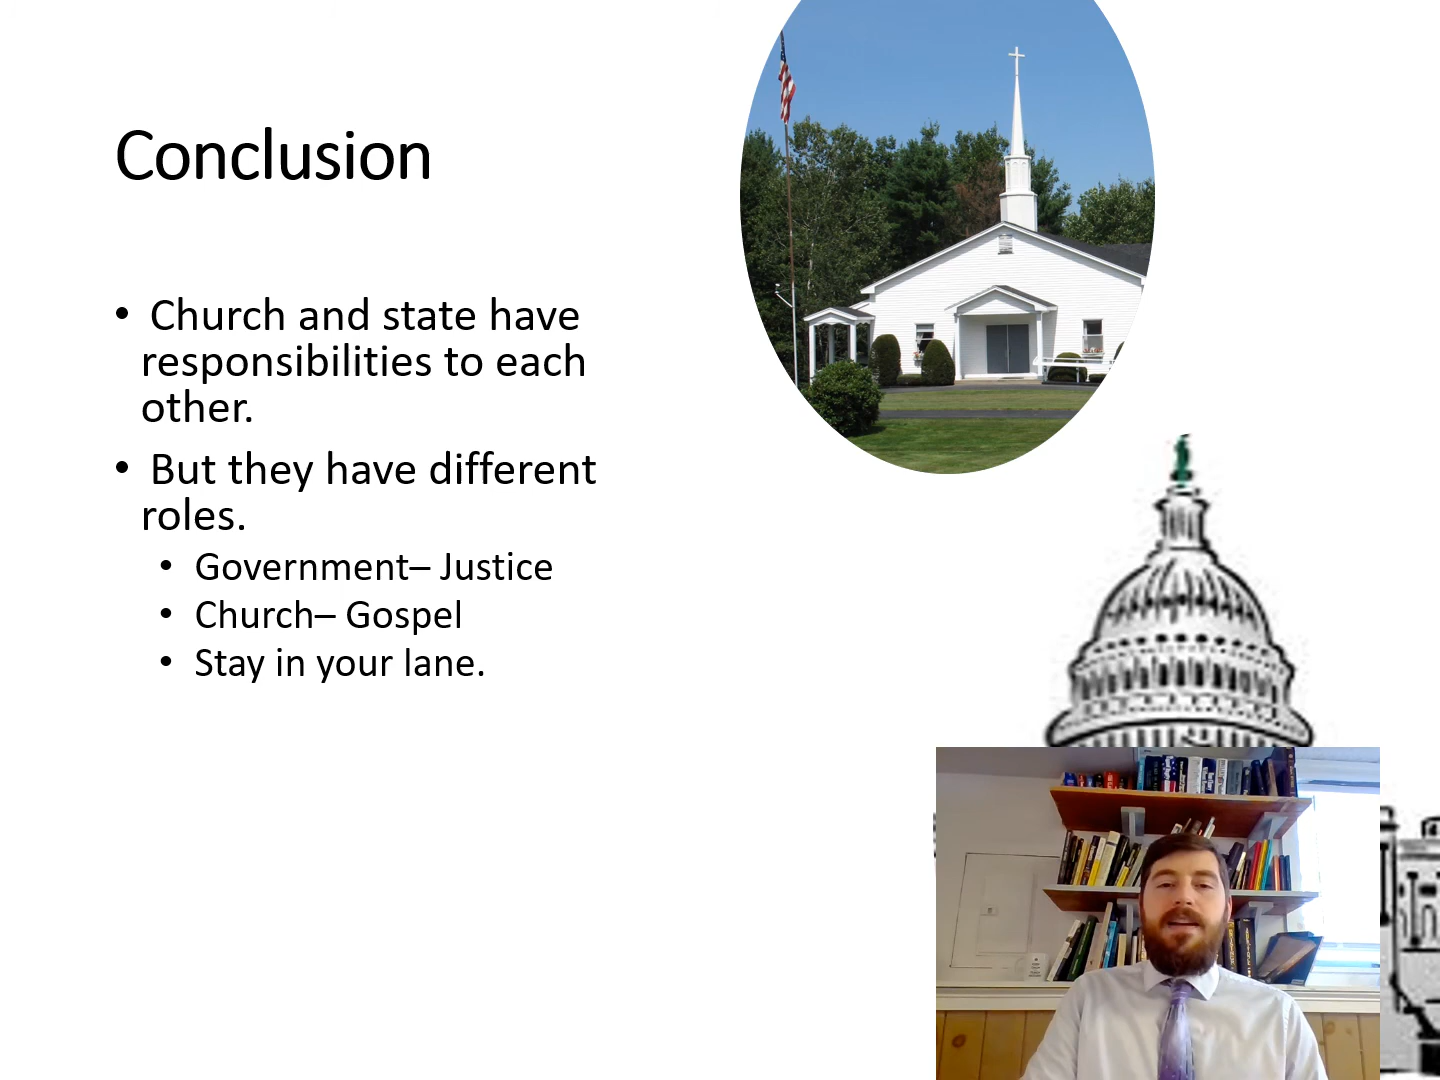 Conclusion
• Church and state have
responsibilities to each
other.
• But they have different
roles.
• Government– Justice
• Church– Gospel
• Stay in your lane.